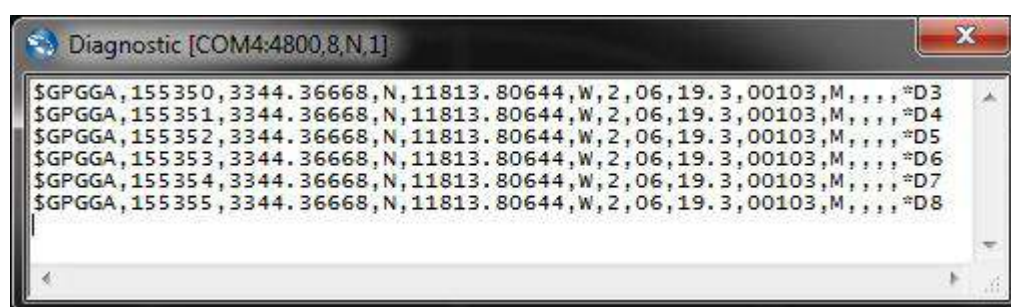 Diagnostic [COM4:4800,8,N,1]
$GPGGA,155350,3344.36668,N,11813.80644,W,2,06,19.3,00103,M,,,,*D3
$GPGGA,155351,3344.36668,N,11813.80644,W,2,06,19.3,00103,M,,,,*D4
$GPGGA,155352,3344.36668,N,11813.80644,W,2,06,19.3,00103,M,,,,*D5
$GPGGA,155353,3344.36668,N,11813.80644,W,2,06,19.3,00103,M,,,,*D6
$GPGGA,155354,3344.36668,N,11813.80644,W,2,06,19.3,00103,M,,,,*D7
$GPGGA,155355,3344.36668,N,11813.80644,W,2,06,19.3,00103,M,,,,*D8